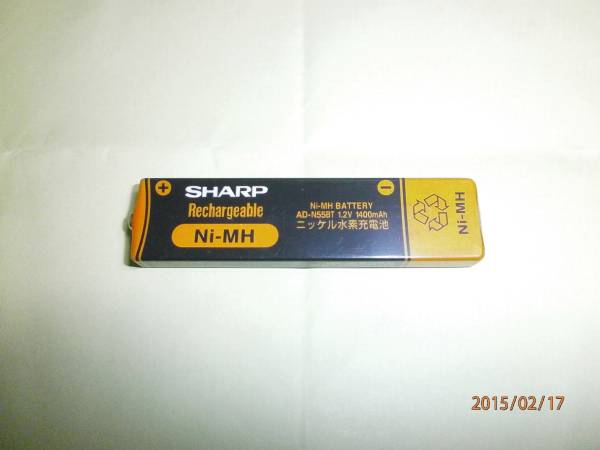 SHARP
Rechargeable
Ni-MH
Ni-MH BATTERY
AD-N55BT 1.2V 1400mAh
ニッケル水素充電池
Ni-MH
2015/02/17